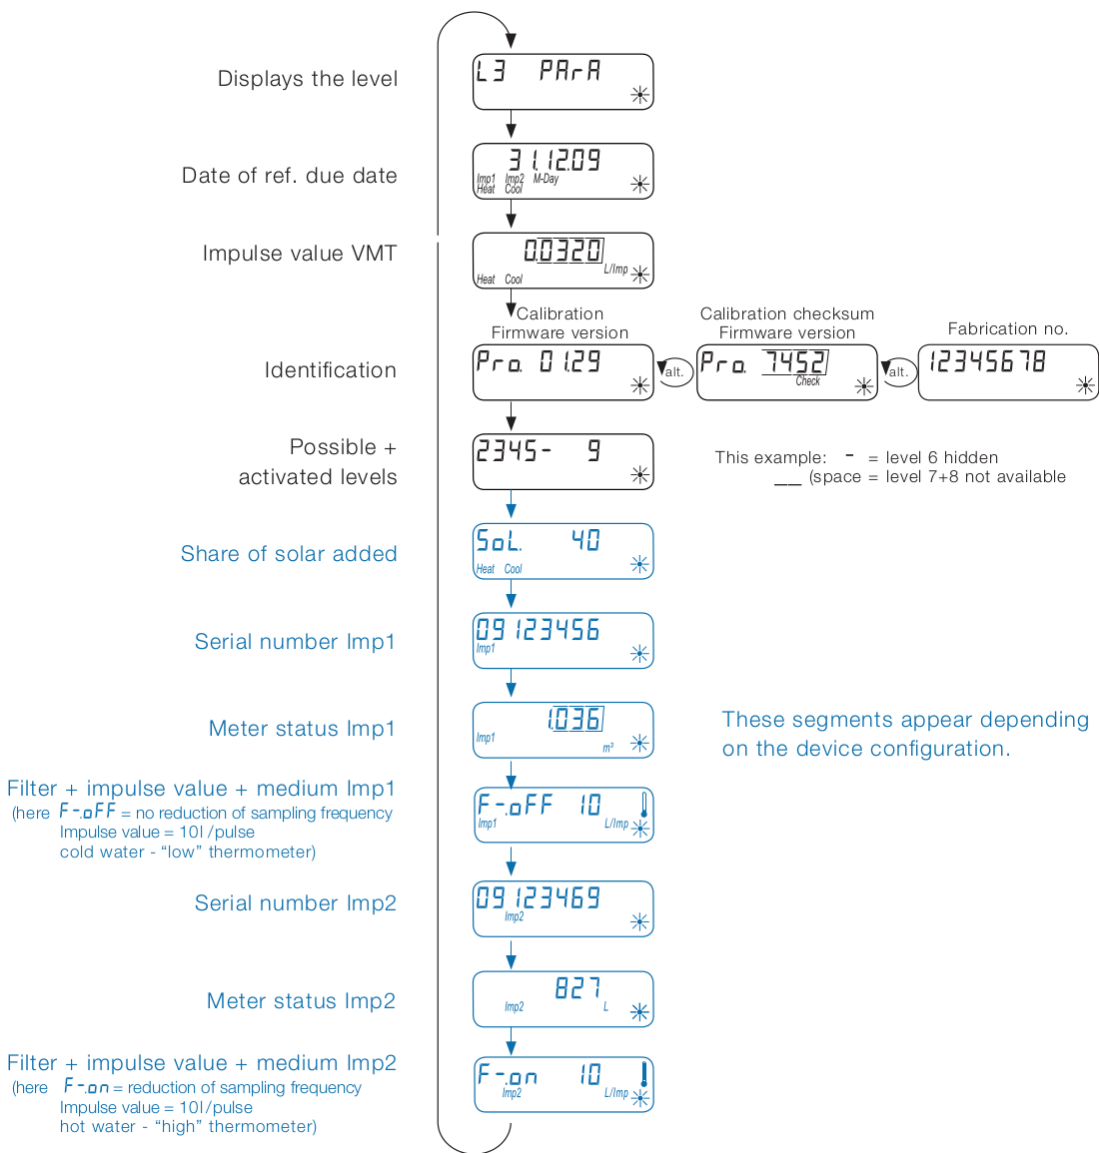 Displays the level
L3 PArA
Date of ref. due date
31.12.09
Imp1 Imp2 M-Day
Heat Cool
Impulse value VMT
0.0320
L/Imp
Heat Cool
Calibration
Firmware version
Calibration checksum
Firmware version
Fabrication no.
Identification
Pro. 01.29
alt.
Pro. 7452
Check
alt.
12345678
Possible +
activated levels
2345- 9
This example: - = level 6 hidden
__ (space = level 7+8 not available
Share of solar added
SoL. 40
Heat Cool
Serial number Imp1
09123456
Imp1
Meter status Imp1
1.036
Imp1 m³
These segments appear depending
on the device configuration.
Filter + impulse value + medium Imp1
(here F-.oFF = no reduction of sampling frequency
Impulse value = 10l /pulse
cold water - “low” thermometer)
F-.oFF 10
Imp1 L/Imp
Serial number Imp2
09123469
Imp2
Meter status Imp2
827
Imp2 L
Filter + impulse value + medium Imp2
(here F-.on = reduction of sampling frequency
Impulse value = 10l/pulse
hot water - “high” thermometer)
F-.on 10
Imp2 L/Imp